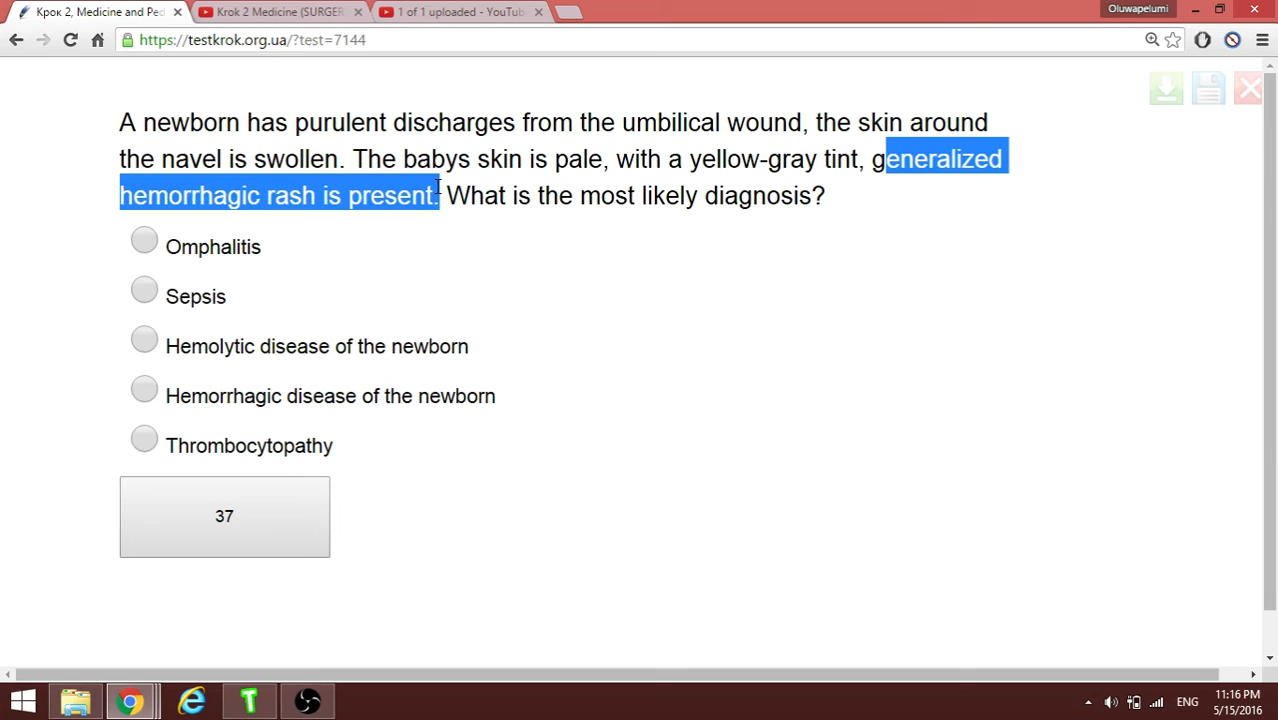 Крок 2, Medicine and Ped
Krok 2 Medicine (SURGER
1 of 1 uploaded - YouTub
Oluwapelumi
https://testkrok.org.ua/?test=7144
A newborn has purulent discharges from the umbilical wound, the skin around
the navel is swollen. The babys skin is pale, with a yellow-gray tint, generalized
hemorrhagic rash is present. What is the most likely diagnosis?
Omphalitis
Sepsis
Hemolytic disease of the newborn
Hemorrhagic disease of the newborn
Thrombocytopathy
37
ENG
11:16 PM
5/15/2016